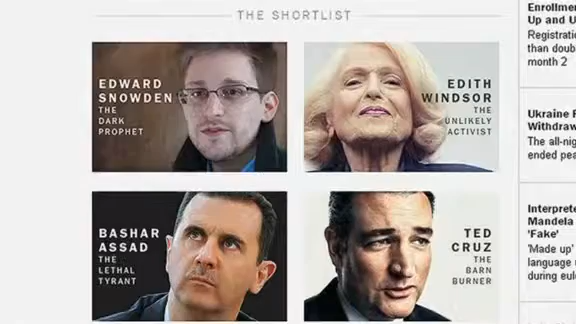 THE SHORTLIST
EDWARD
SNOWDEN
THE
DARK
PROPHET
EDITH
WINDSOR
THE
UNLIKELY
ACTIVIST
BASHAR
ASSAD
THE
LETHAL
TYRANT
TED
CRUZ
THE
BARN
BURNER
Enrollmen
Up and U
Registratio
than doub
month 2
Ukraine F
Withdraw
The all-nig
ended pea
Interprete
Mandela
'Fake'
'Made up'
language u
during eulo